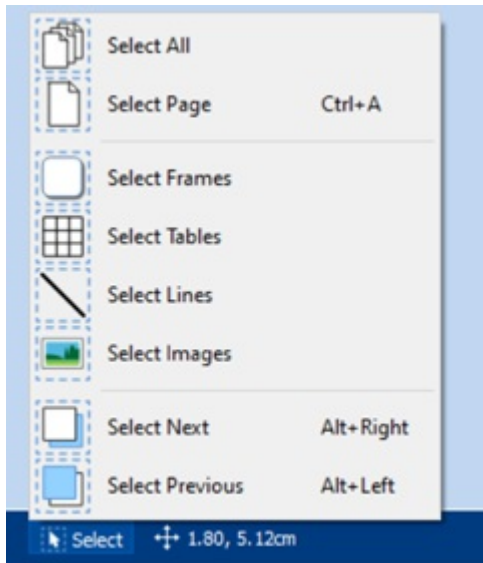 Select All
Select Page Ctrl+A
Select Frames
Select Tables
Select Lines
Select Images
Select Next Alt+Right
Select Previous Alt+Left
Select 1.80, 5.12cm